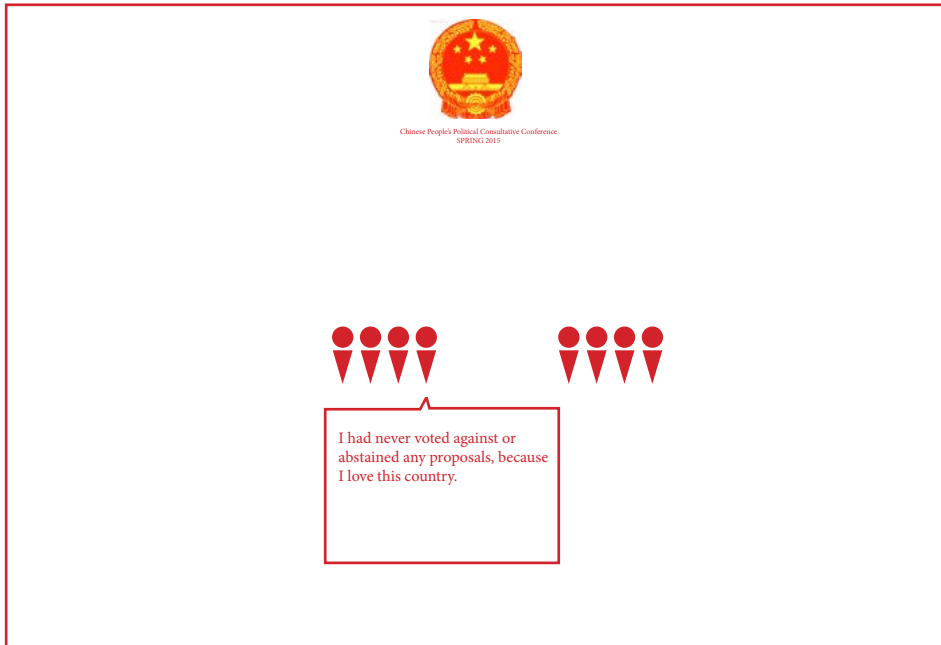 Chinese People's Political Consultative Conference
SPRING 2015
I had never voted against or
abstained any proposals, because
I love this country.